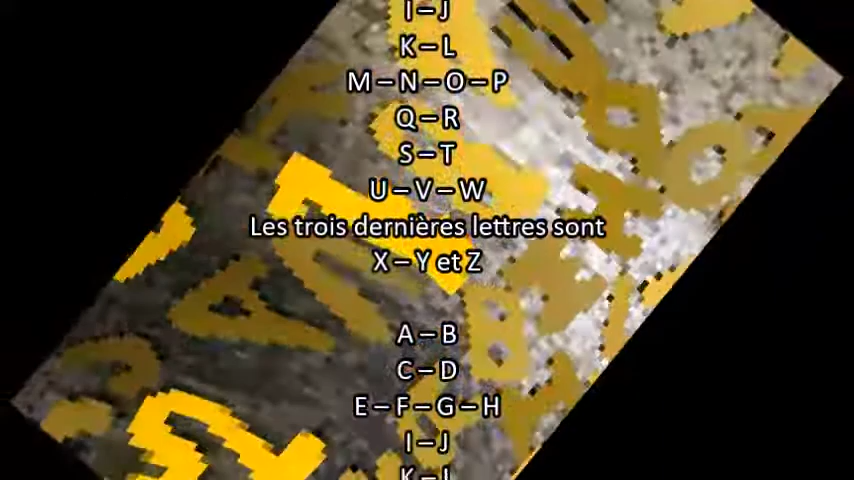 I – J
K – L
M – N – O – P
Q – R
S – T
U – V – W
Les trois dernières lettres sont
X – Y et Z
A – B
C – D
E – F – G – H
I – J
K – L